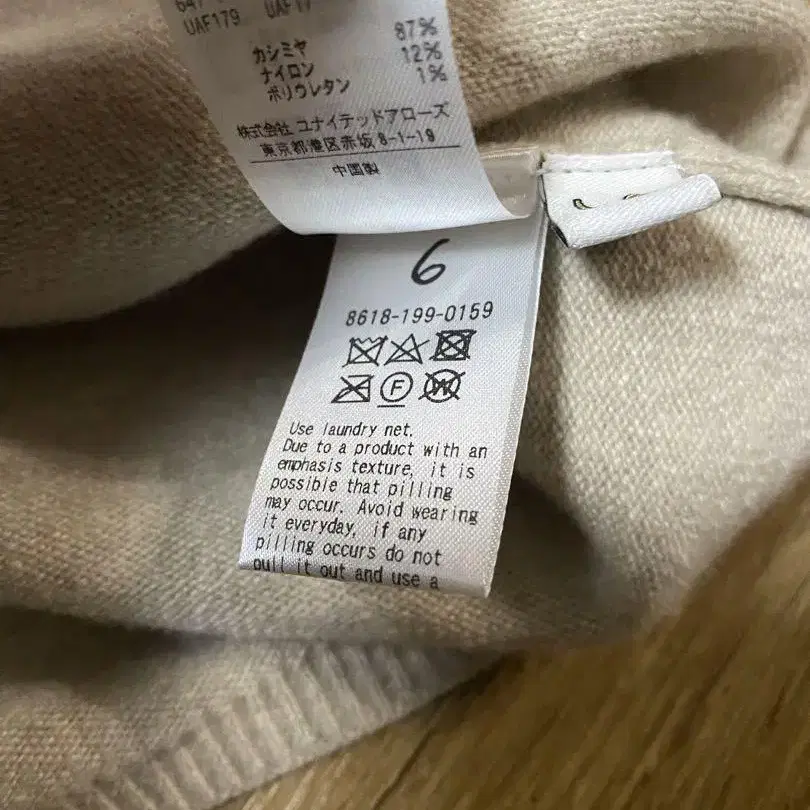 UAF179
87%
カシミヤ 12%
ナイロン 1%
ポリウレタン
株式会社 ユナイテッドアローズ
東京都港区赤坂 8-1-19
中国製
6
8618-199-0159
F W
Use laundry net.
Due to a product with an
emphasis texture, it is
possible that pilling
may occur. Avoid wearing
it everyday, if any
pilling occurs do not
pull it out and use a